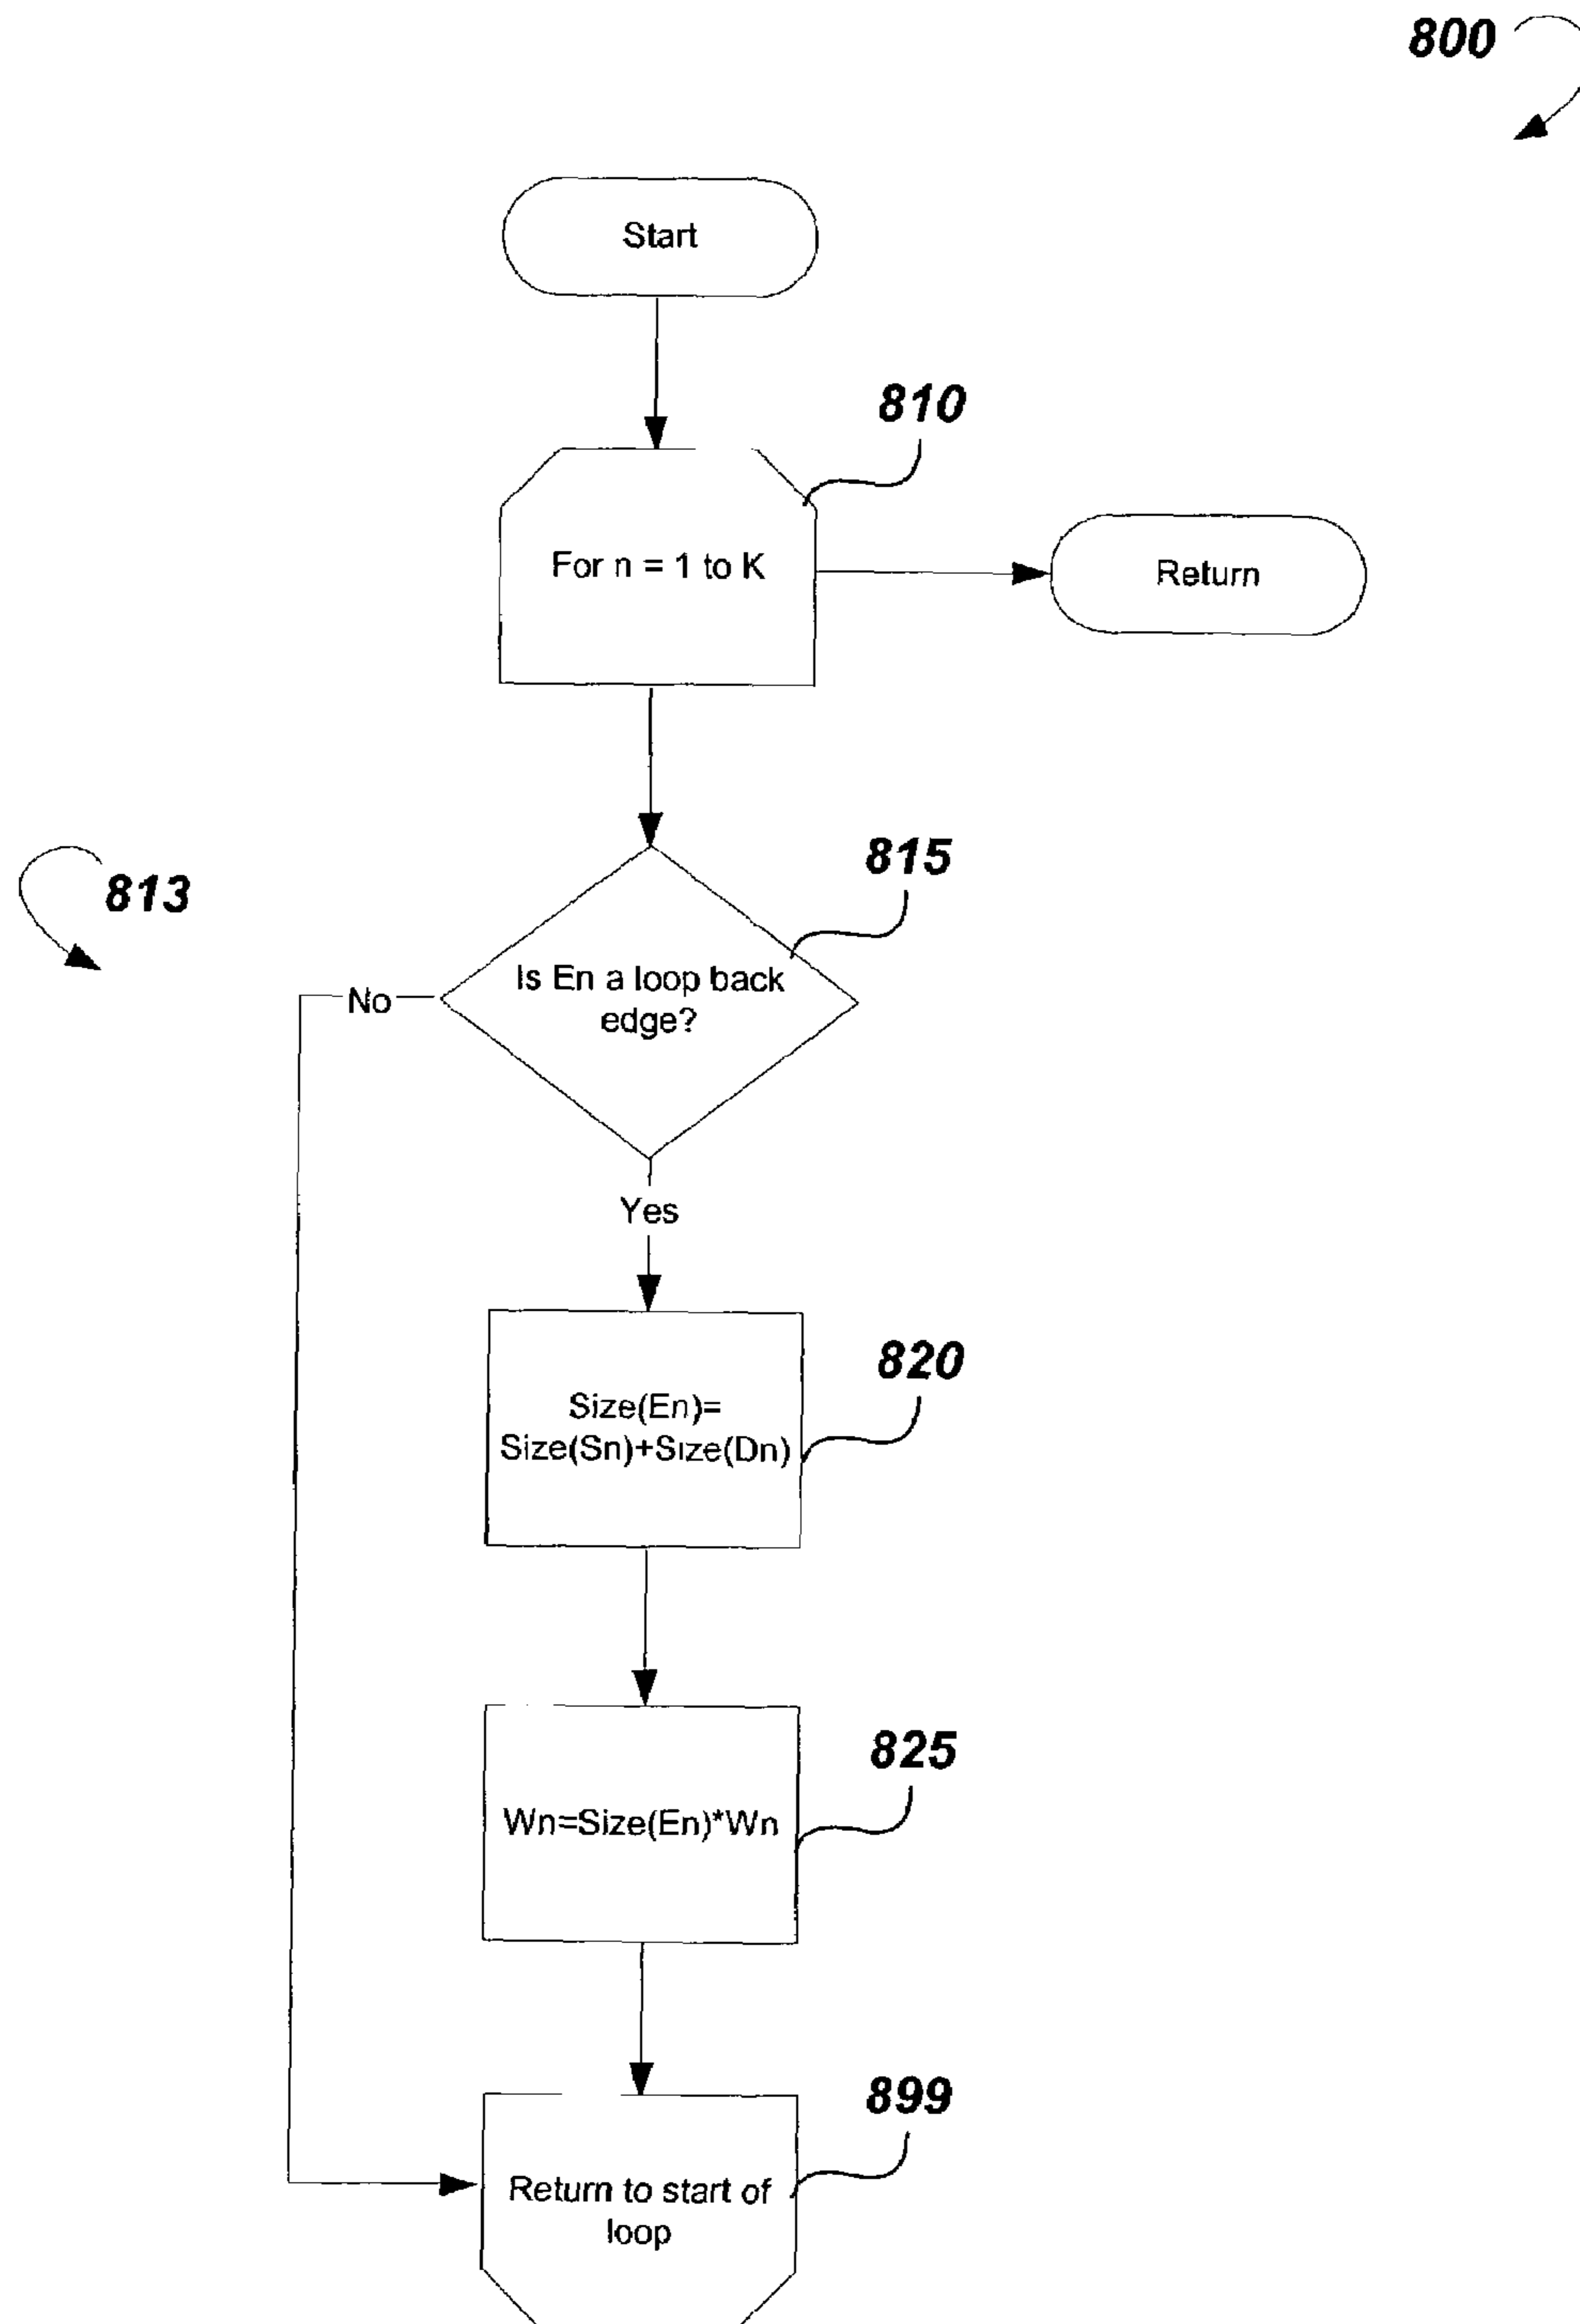 800
Start
810
For n = 1 to K
Return
815
813
Is En a loop back
edge?
No
Yes
820
Size(En)=
Size(Sn)+Size(Dn)
825
Wn=Size(En)*Wn
899
Return to start of
loop